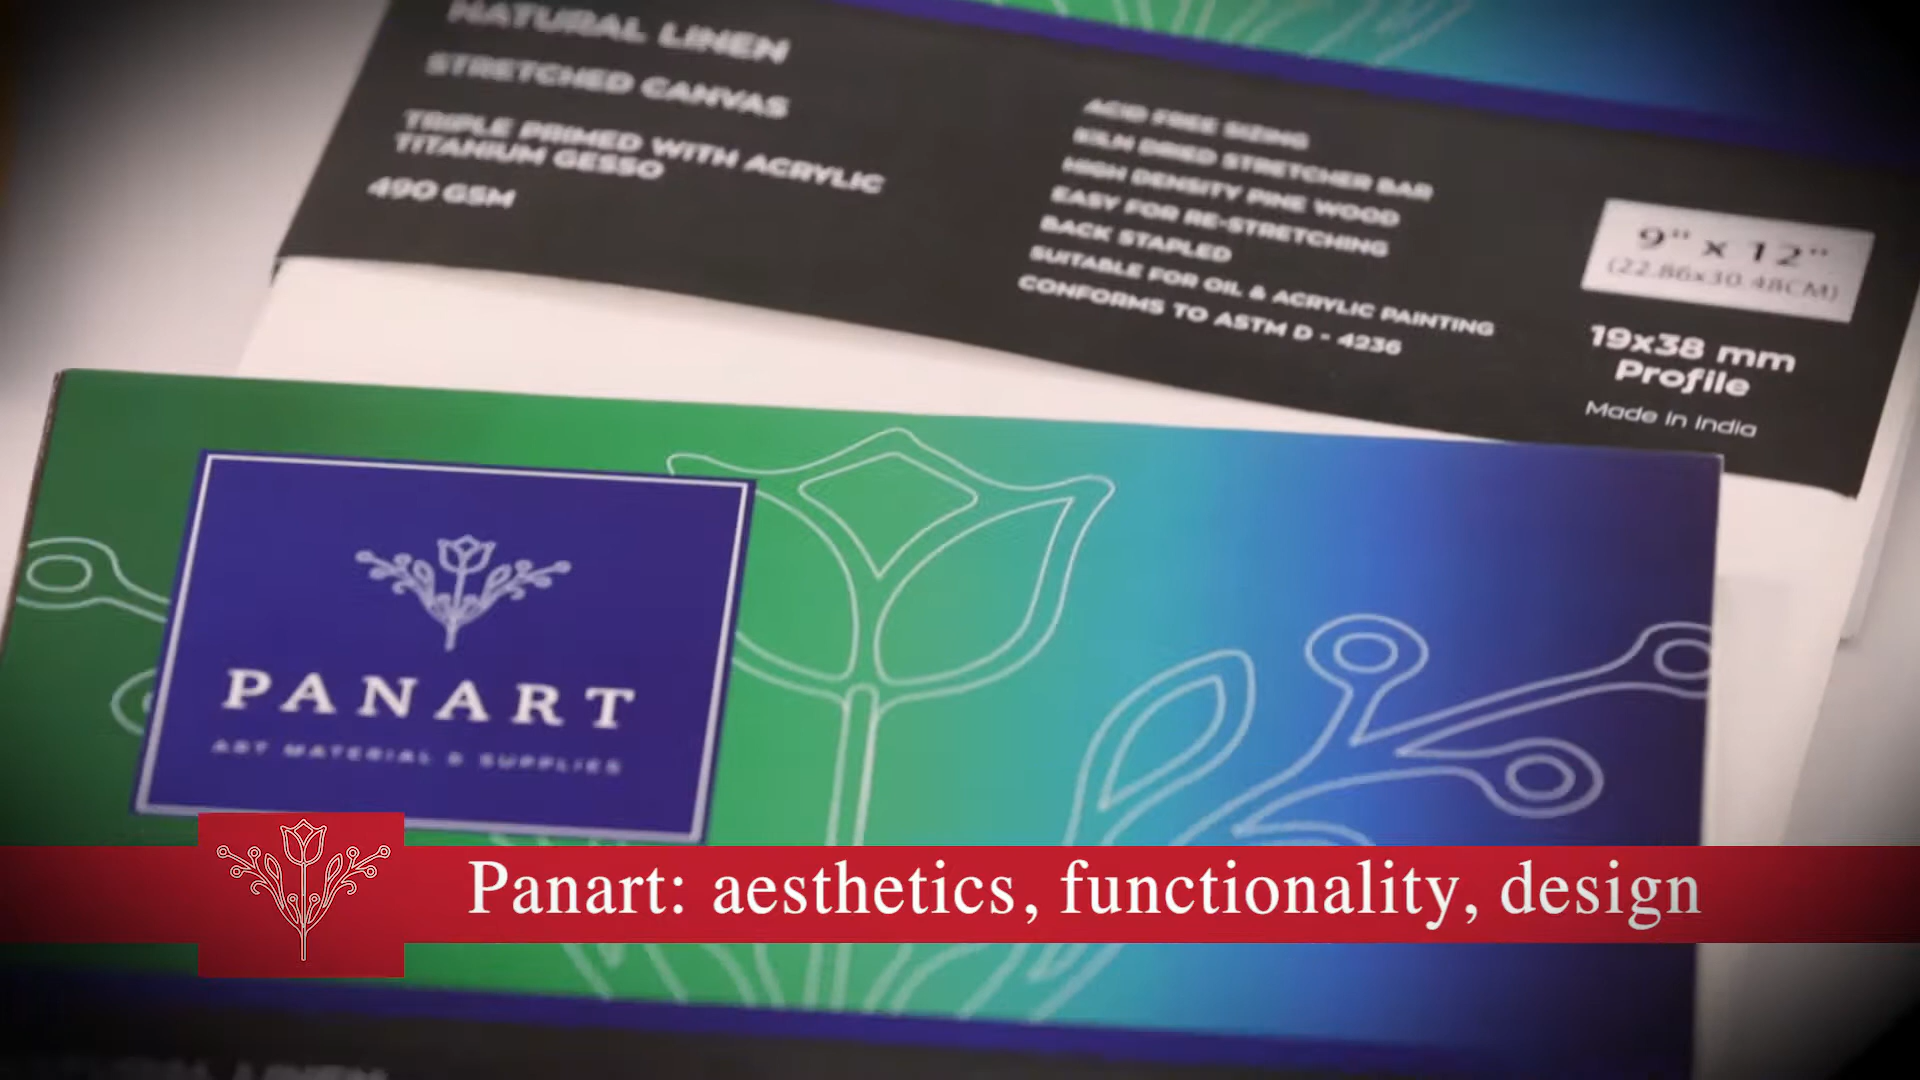 NATURAL LINEN
STRETCHED CANVAS
TRIPLE PRIMED WITH ACRYLIC
TITANIUM GESSO
490 GSM
ACID FREE SIZING
KILN DRIED STRETCHER BAR
HIGH DENSITY PINE WOOD
EASY FOR RE-STRETCHING
BACK STAPLED
SUITABLE FOR OIL & ACRYLIC PAINTING
CONFORMS TO ASTM D - 4236
9" x 12"
(22.86x30.48CM)
19x38 mm
Profile
Made In India
PANART
ART MATERIAL & SUPPLIES
Panart: aesthetics, functionality, design
LINEN